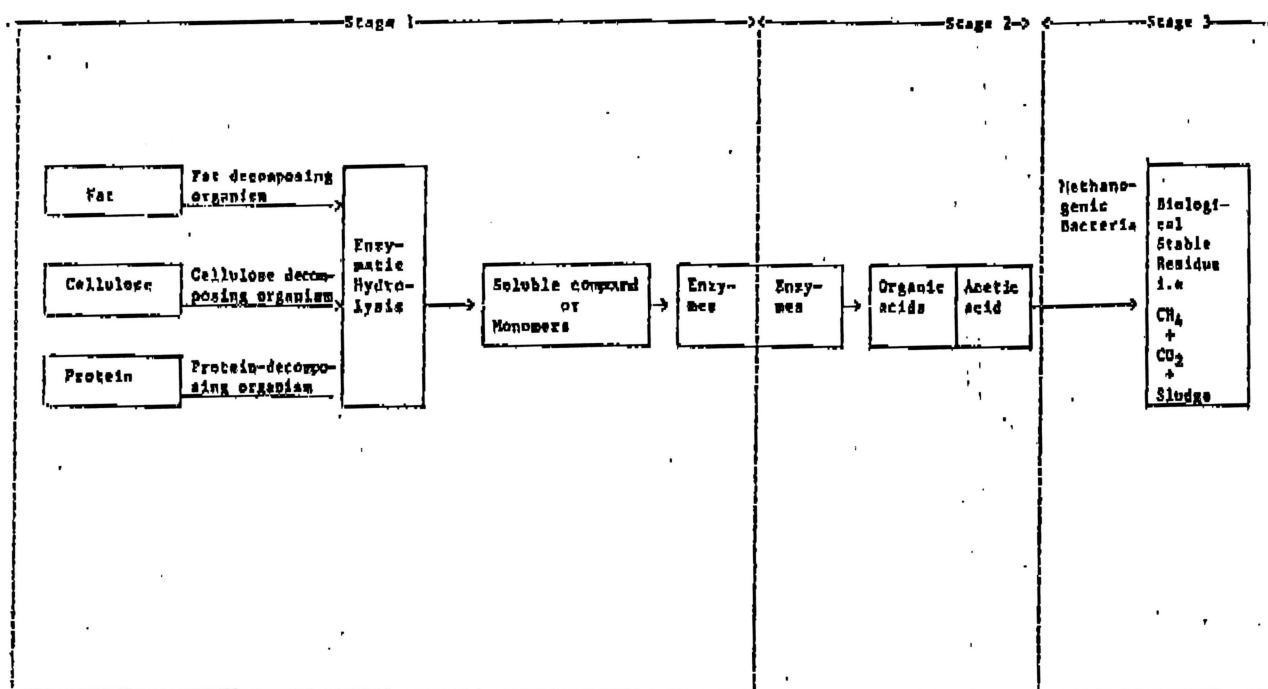 Stage 1
Stage 2
Stage 3
Fat
Fat decomposing
organism
Cellulose
Cellulose decom-
posing organism
Protein
Protein-decompo-
sing organism
Enzy-
matic
Hydro-
lysis
Soluble compound
or
Monomers
Enzy-
mes
Enzy-
mes
Organic
acids
Acetic
acid
Methano-
genic
Bacteria
Biologi-
cal
Stable
Residue
i.e
CH4
+
CO2
+
Sludge